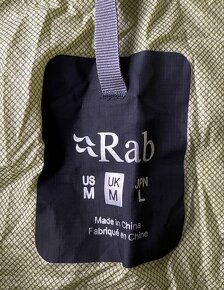 Rab
US UK JPN
M M L
Made in China
Fabriqué en Chine